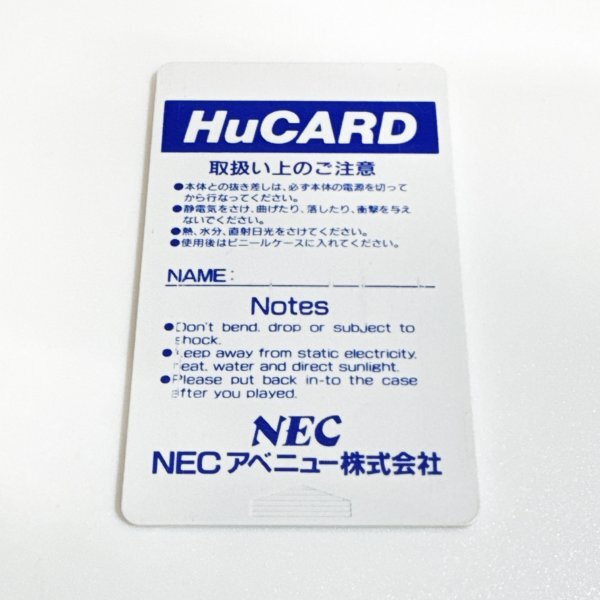 HuCARD
取扱い上のご注意
●本体との抜き差しは、必ず本体の電源を切って
から行なってください。
●静電気をさけ、曲げたり、落したり、衝撃を与え
ないでください。
●熱、水分、直射日光をさけてください。
●使用後はビニールケースに入れてください。
NAME:
Notes
●Don't bend, drop or subject to
shock.
●Keep away from static electricity,
heat, water and direct sunlight.
●Please put back in-to the case
after you played.
NEC
NECアベニュー株式会社